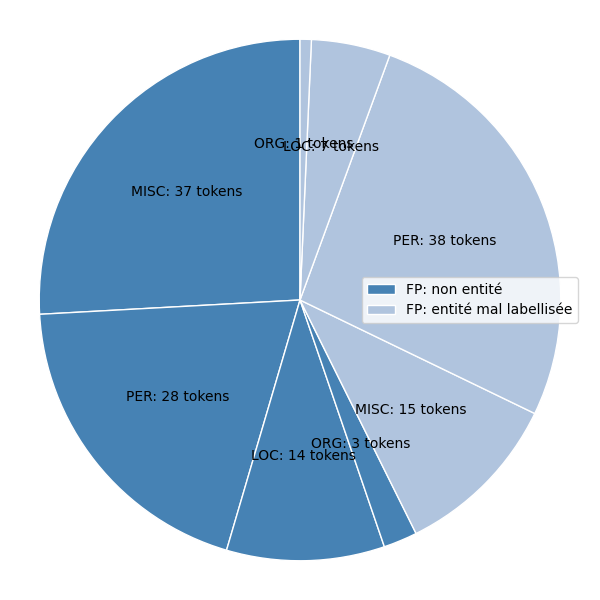 ORG: 1 tokens
LOC: 7 tokens
MISC: 37 tokens
PER: 38 tokens
FP: non entité
FP: entité mal labellisée
PER: 28 tokens
MISC: 15 tokens
ORG: 3 tokens
LOC: 14 tokens